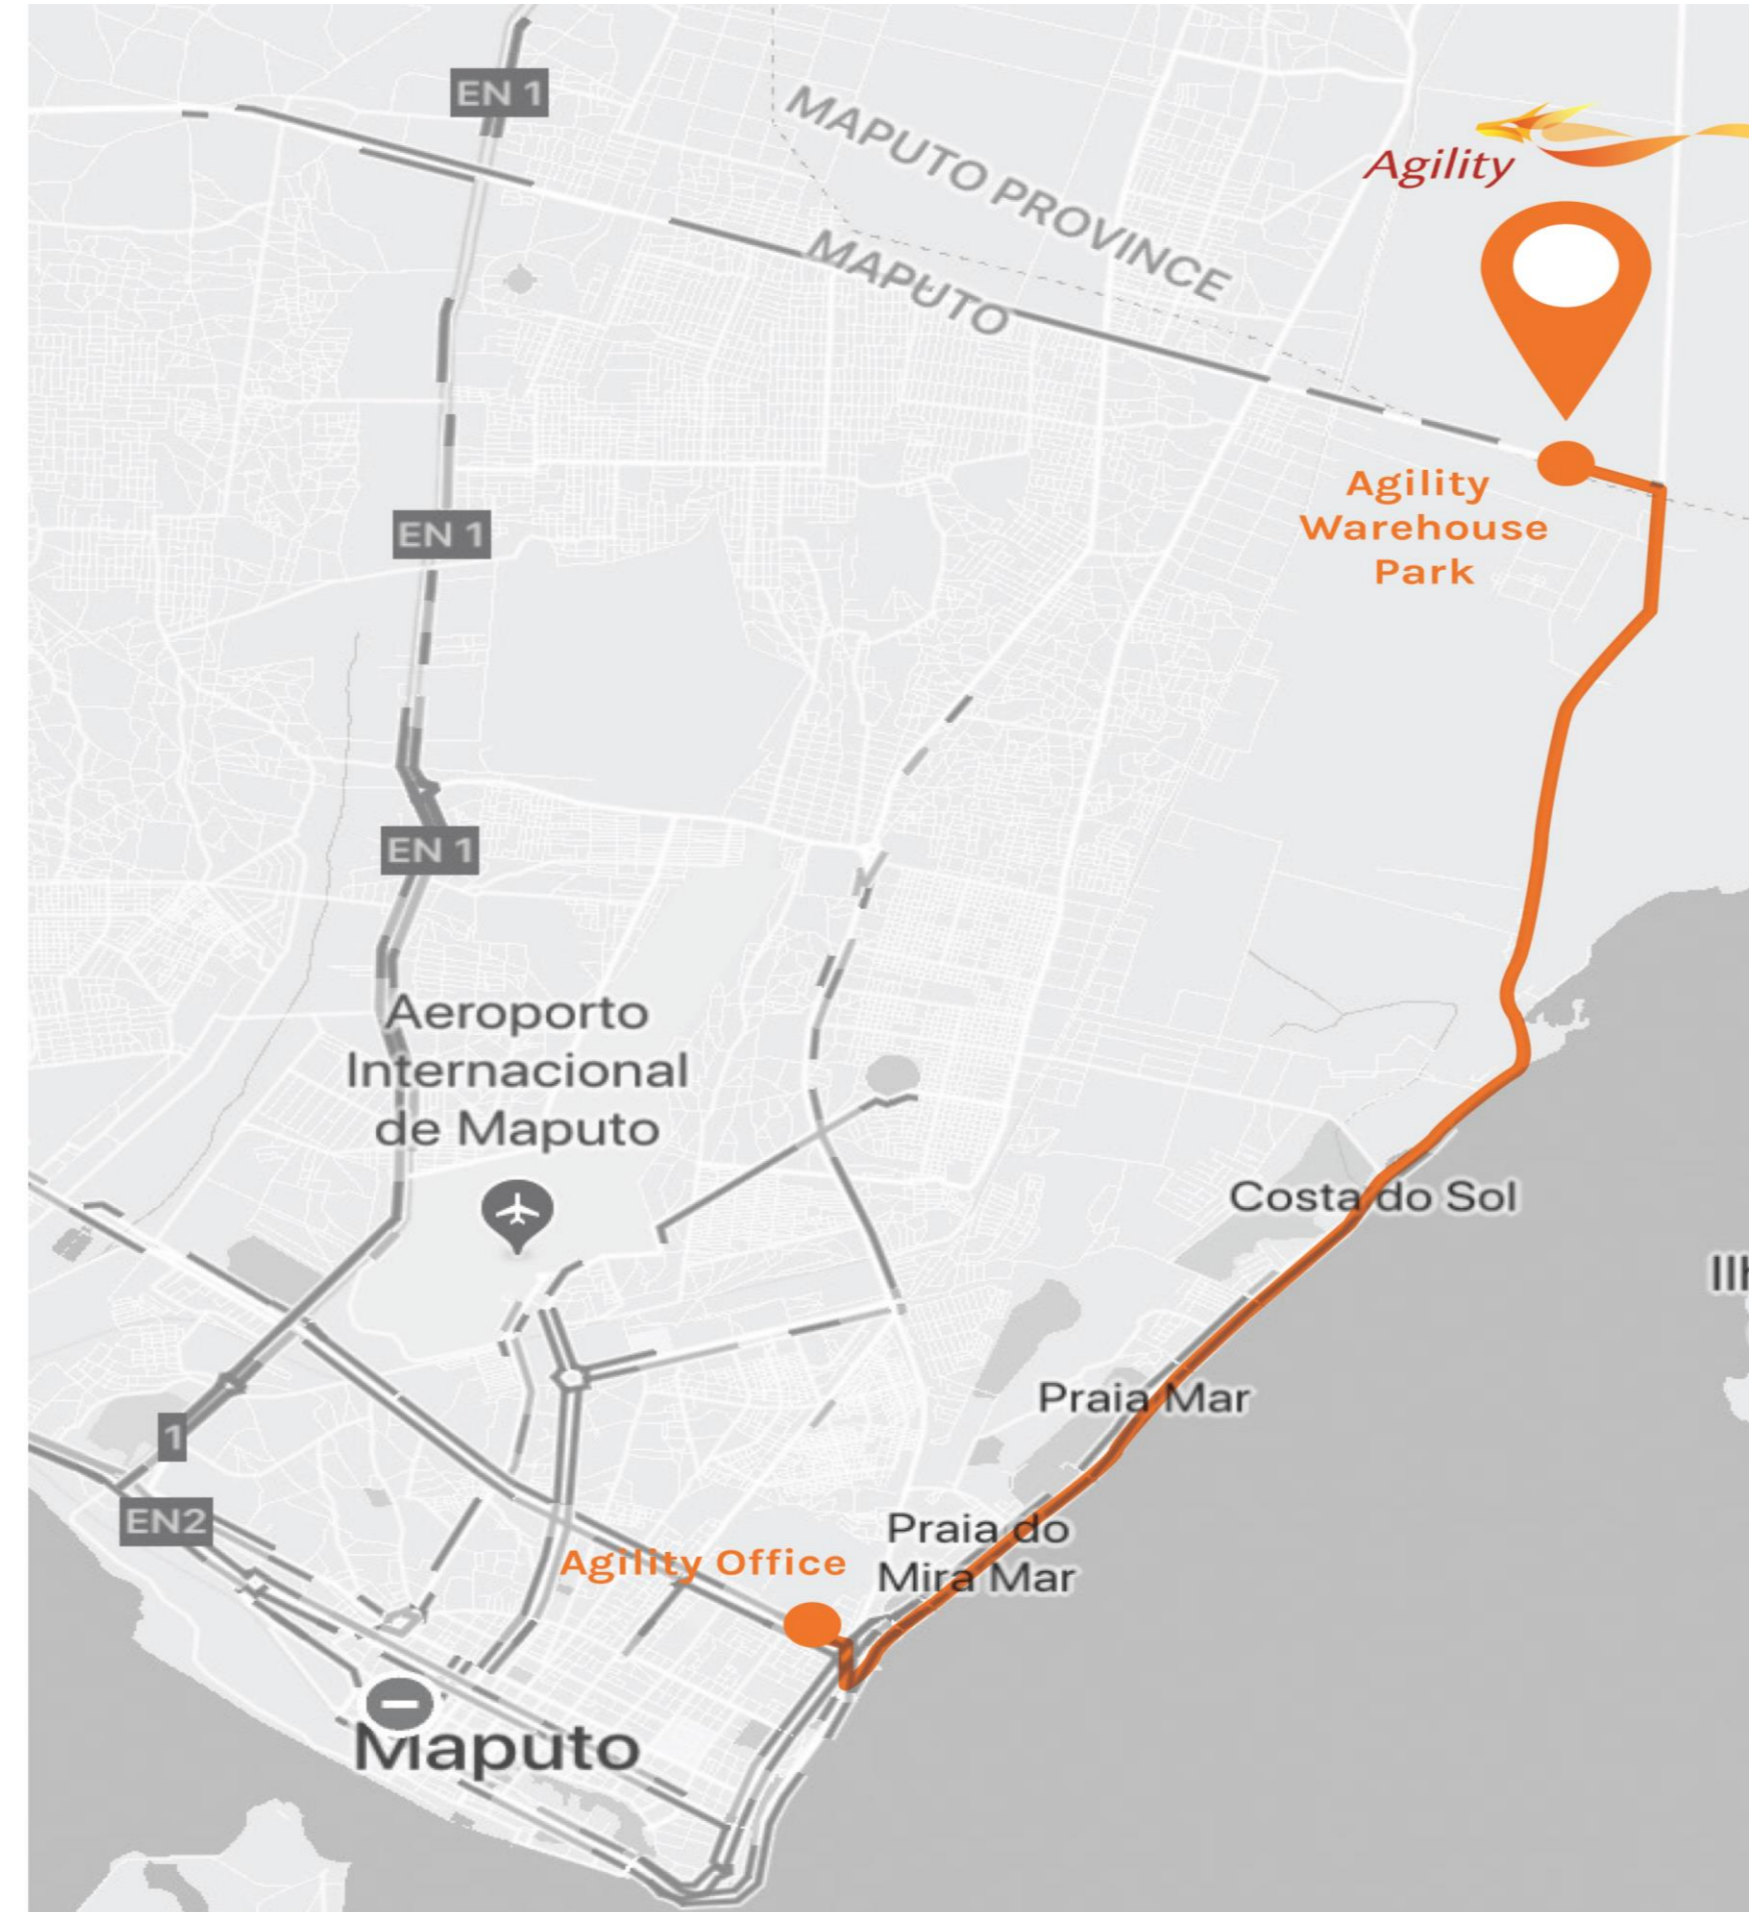 EN 1
MAPUTO PROVINCE
Agility
MAPUTO
Agility
Warehouse
Park
EN 1
EN 1
Aeroporto
Internacional
de Maputo
Costa do Sol
Praia Mar
1
EN2
Praia do
Mira Mar
Agility Office
Maputo